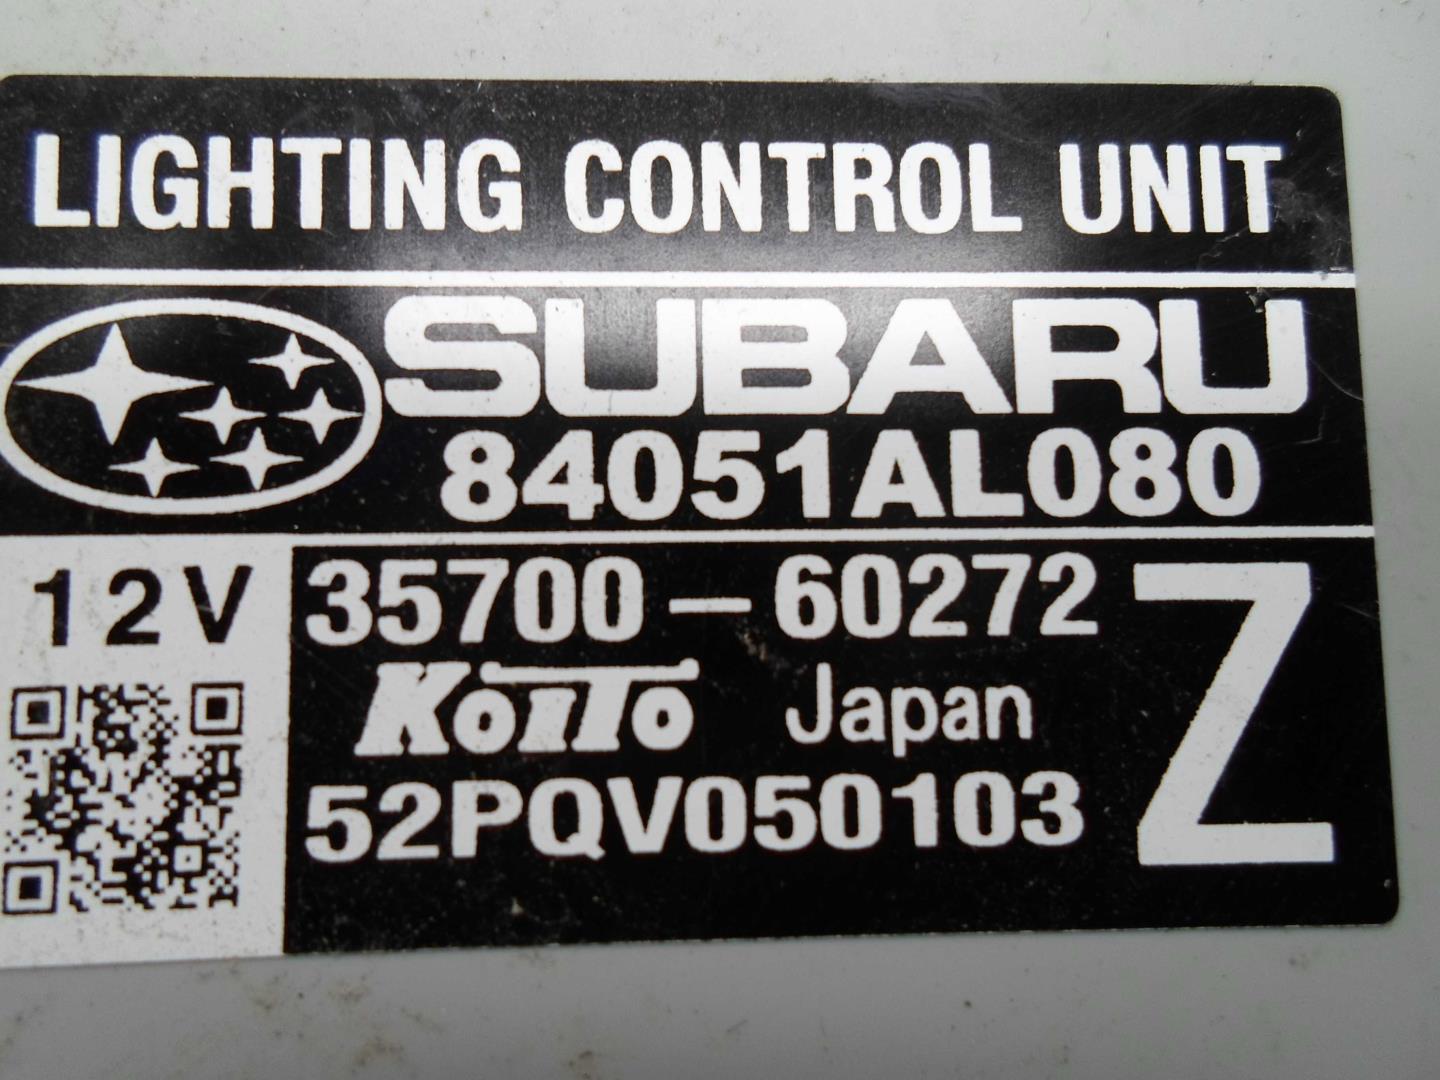 LIGHTING CONTROL UNIT
SUBARU
84051AL080
12V
35700-60272
Z
KOITO Japan
52PQV050103